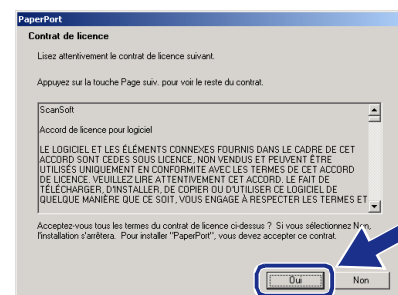 PaperPort
Contrat de licence
Lisez attentivement le contrat de licence suivant.
Appuyez sur la touche Page suiv. pour voir le reste du contrat.
ScanSoft
Accord de licence pour logiciel
LE LOGICIEL ET LES ÉLÉMENTS CONNEXES FOURNIS DANS LE CADRE DE CET
ACCORD SONT CEDES SOUS LICENCE, NON VENDUS ET PEUVENT ÊTRE
UTILISÉS UNIQUEMENT EN CONFORMITE AVEC LES TERMES DE CET ACCORD
DE LICENCE. VEUILLEZ LIRE ATTENTIVEMENT CET ACCORD. LE FAIT DE
TÉLÉCHARGER, D'INSTALLER, DE COPIER OU D'UTILISER CE LOGICIEL DE
QUELQUE MANIÈRE QUE CE SOIT, VOUS ENGAGE À RESPECTER LES TERMES ET
Acceptez-vous tous les termes du contrat de licence ci-dessus ? Si vous sélectionnez Non,
l'installation s'arrêtera. Pour installer "PaperPort", vous devez accepter ce contrat.
Oui
Non